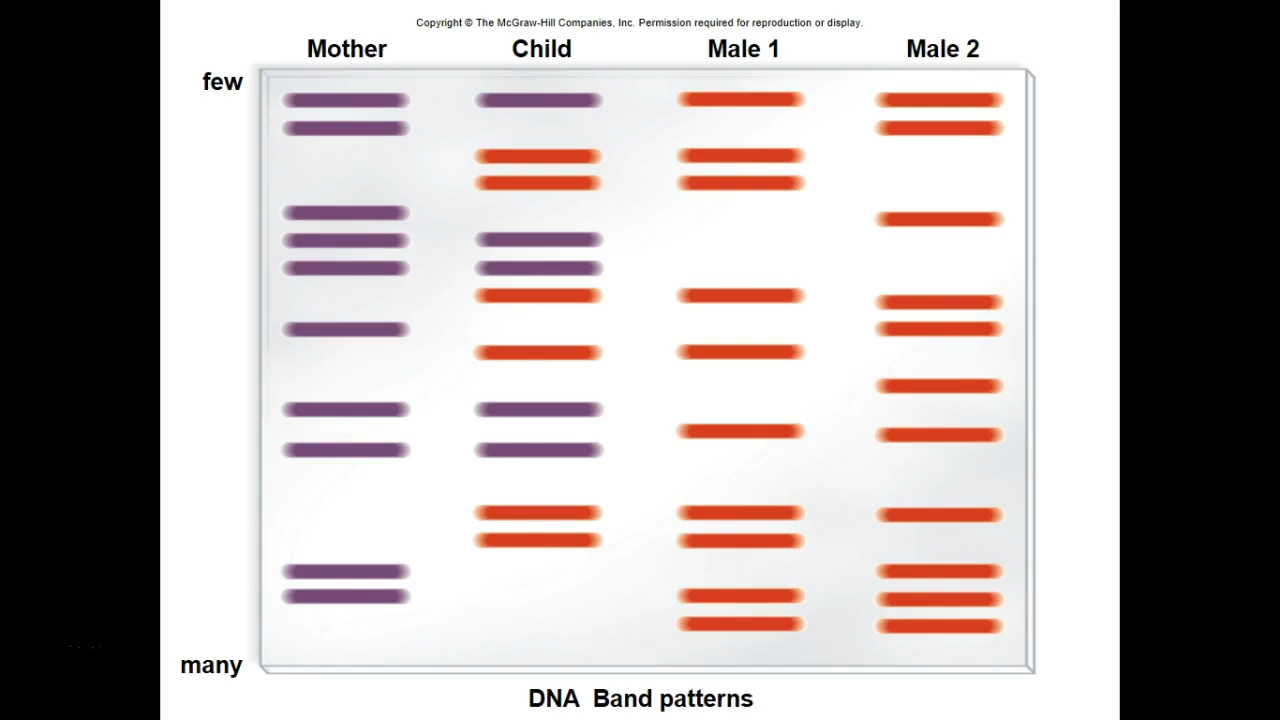 Copyright © The McGraw-Hill Companies, Inc. Permission required for reproduction or display.
Mother Child Male 1 Male 2
few
many
DNA Band patterns